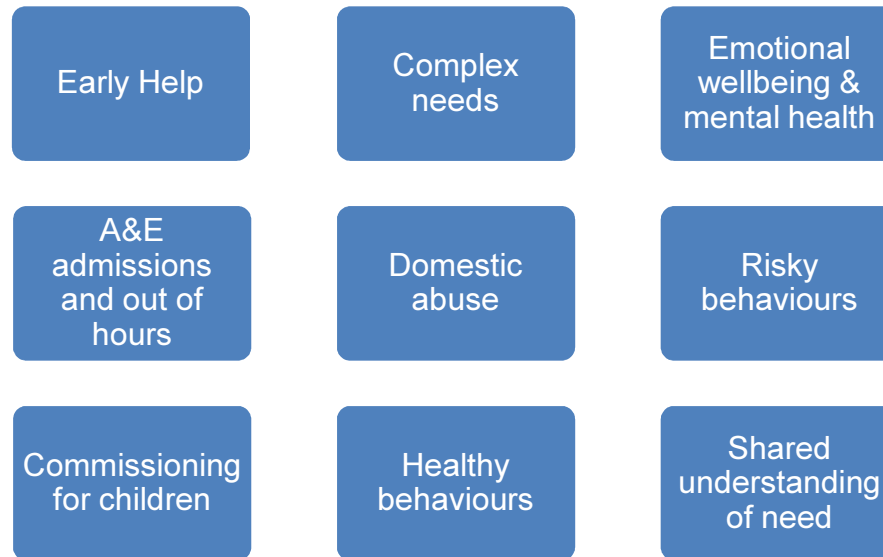 Early Help
Complex
needs
Emotional
wellbeing &
mental health
A&E
admissions
and out of
hours
Domestic
abuse
Risky
behaviours
Commissioning
for children
Healthy
behaviours
Shared
understanding
of need